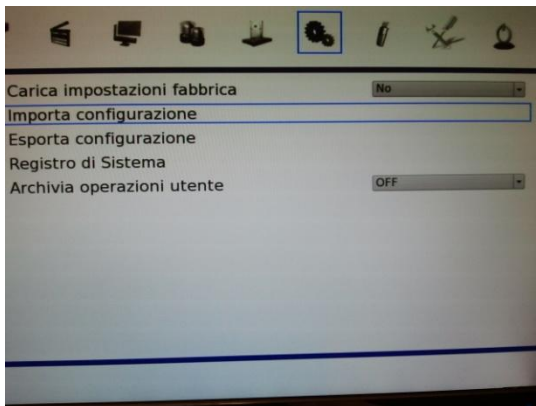 Carica impostazioni fabbrica No
Importa configurazione
Esporta configurazione
Registro di Sistema
Archivia operazioni utente OFF